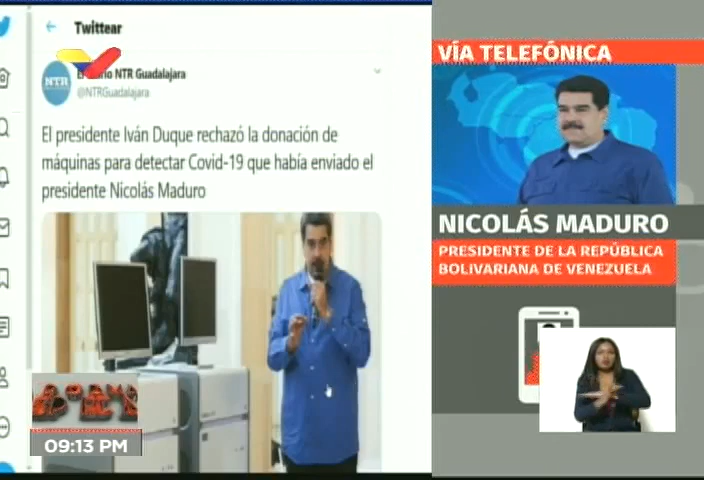 Twittear
NTR Guadalajara
NTR
@NTRGuadalajara
El presidente Iván Duque rechazó la donación de
máquinas para detectar Covid-19 que había enviado el
presidente Nicolás Maduro
09:13 PM
VÍA TELEFÓNICA
NICOLÁS MADURO
PRESIDENTE DE LA REPÚBLICA
BOLIVARIANA DE VENEZUELA